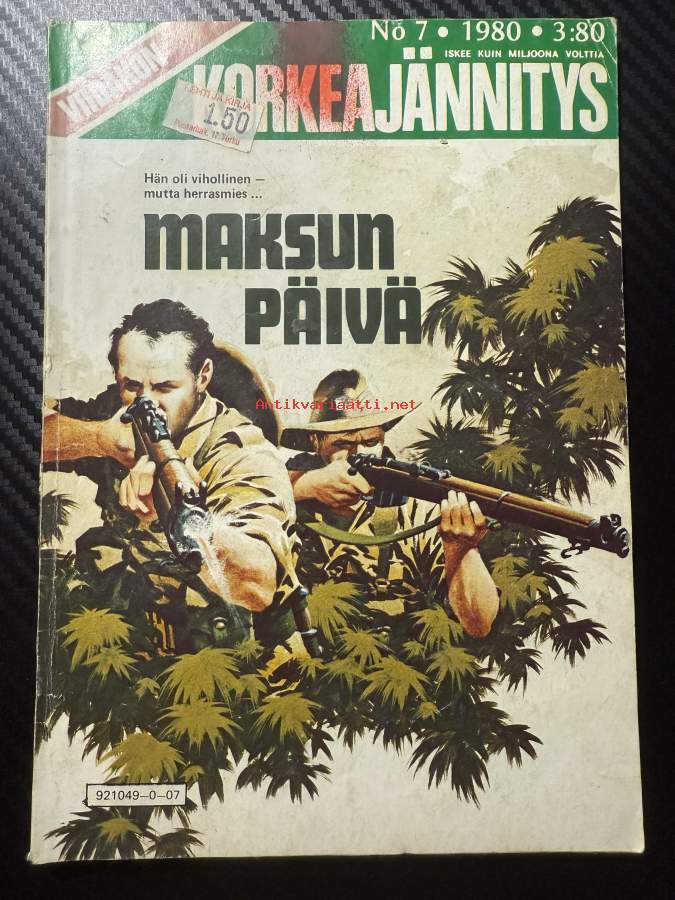 No 7 • 1980 • 3:80
ISKEE KUIN MILJOONA VOLTTIA
KORKEAJÄNNITYS
LEHTI JA KIRJA
1.50
Hän oli vihollinen –
mutta herrasmies ...
MAKSUN
PÄIVÄ
Antikvariaatti.net
921049–0–07